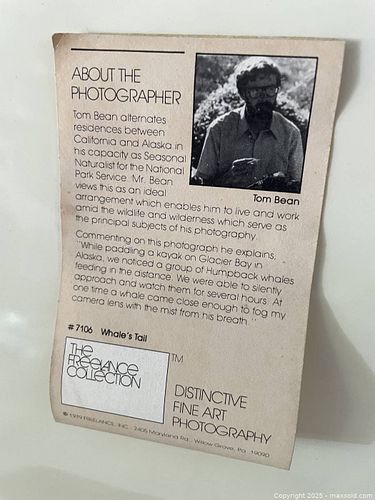 ABOUT THE
PHOTOGRAPHER
Tom Bean alternates
residences between
California and Alaska in
his capacity as Seasonal
Naturalist for the National
Park Service. Mr. Bean
views this as an ideal
Tom Bean
arrangement which enables him to live and work
amid the wildlife and wilderness which serve as
the principal subjects of his photography.
Commenting on this photograph he explains,
"While paddling a kayak on Glacier Bay in
Alaska, we noticed a group of Humpback whales
feeding in the distance. We were able to silently
approach and watch them for several hours. At
one time a whale came close enough to fog my
camera lens with the mist from his breath."
# 7106 Whale's Tail
THE
FREELANCE
COLLECTION
TM
DISTINCTIVE
FINE ART
PHOTOGRAPHY
© 1979 FREELANCE, INC. 2405 Maryland Rd., Willow Grove, Pa. 19090
Copyright 2025 - maxsold.com